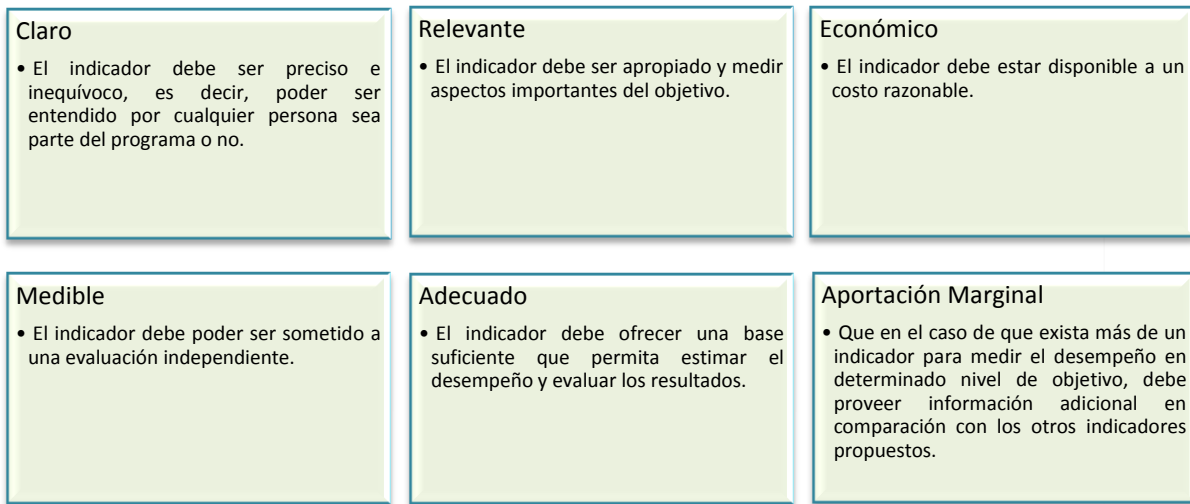 Claro
• El indicador debe ser preciso e
inequívoco, es decir, poder ser
entendido por cualquier persona sea
parte del programa o no.
Relevante
• El indicador debe ser apropiado y medir
aspectos importantes del objetivo.
Económico
• El indicador debe estar disponible a un
costo razonable.
Medible
• El indicador debe poder ser sometido a
una evaluación independiente.
Adecuado
• El indicador debe ofrecer una base
suficiente que permita estimar el
desempeño y evaluar los resultados.
Aportación Marginal
• Que en el caso de que exista más de un
indicador para medir el desempeño en
determinado nivel de objetivo, debe
proveer información adicional en
comparación con los otros indicadores
propuestos.